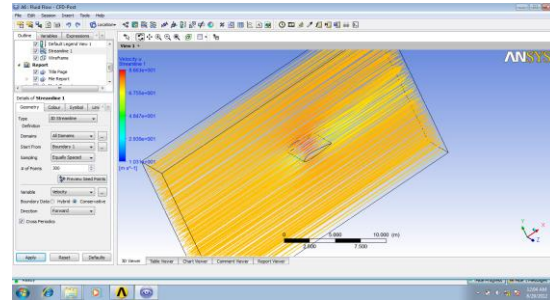 A6: Fluid Flow - CFD-Post
File Edit Session Insert Tools Help
Location
Outline Variables Expressions
Default Legend View 1
Streamline 1
Wireframe
Report
Title Page
File Report
Details of Streamline 1
Geometry Colour Symbol
Type 3D Streamline
Definition
Domains All Domains
Start From Boundary 1
Sampling Equally Spaced
# of Points 300
Preview Seed Points
Variable Velocity
Boundary Data Hybrid Conservative
Direction Forward
Cross Periodics
Apply Reset Defaults
View 1
Streamline 1
ANSYS
0 5.000 10.000 (m)
2.500 7.500
3D Viewer Table Viewer Chart Viewer Comment Viewer Report Viewer